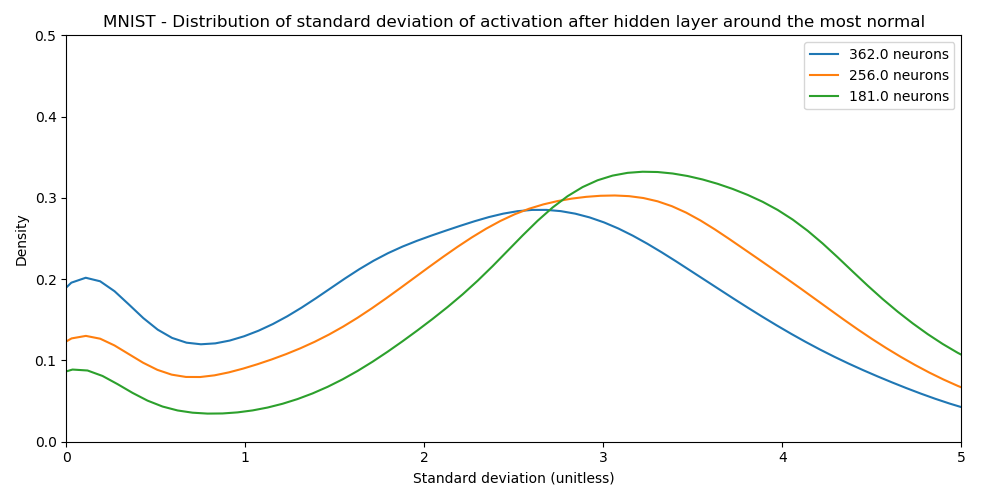 MNIST - Distribution of standard deviation of activation after hidden layer around the most normal
0.5
0.4
0.3
0.2
0.1
0.0
Density
362.0 neurons
256.0 neurons
181.0 neurons
0 1 2 3 4 5
Standard deviation (unitless)